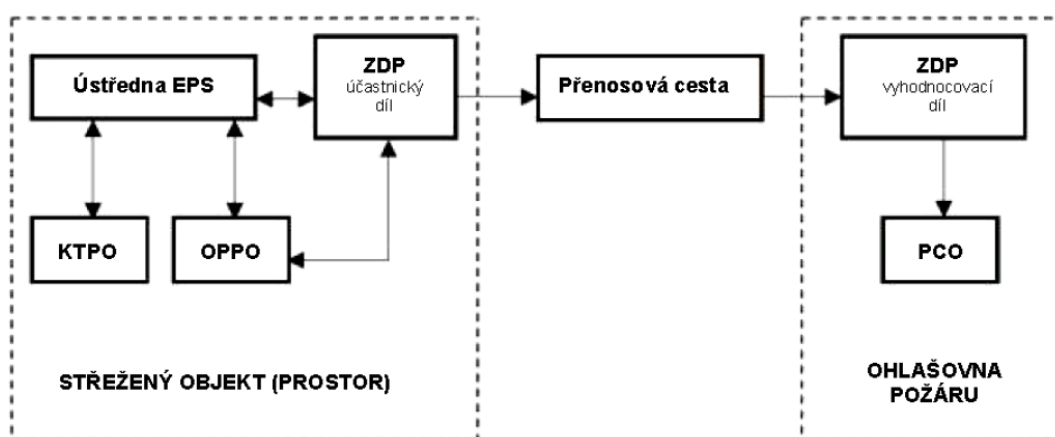 Ústředna EPS
ZDP
účastnický
díl
Přenosová cesta
ZDP
vyhodnocovací
díl
KTPO
OPPO
PCO
STŘEŽENÝ OBJEKT (PROSTOR)
OHLAŠOVNA
POŽÁRU